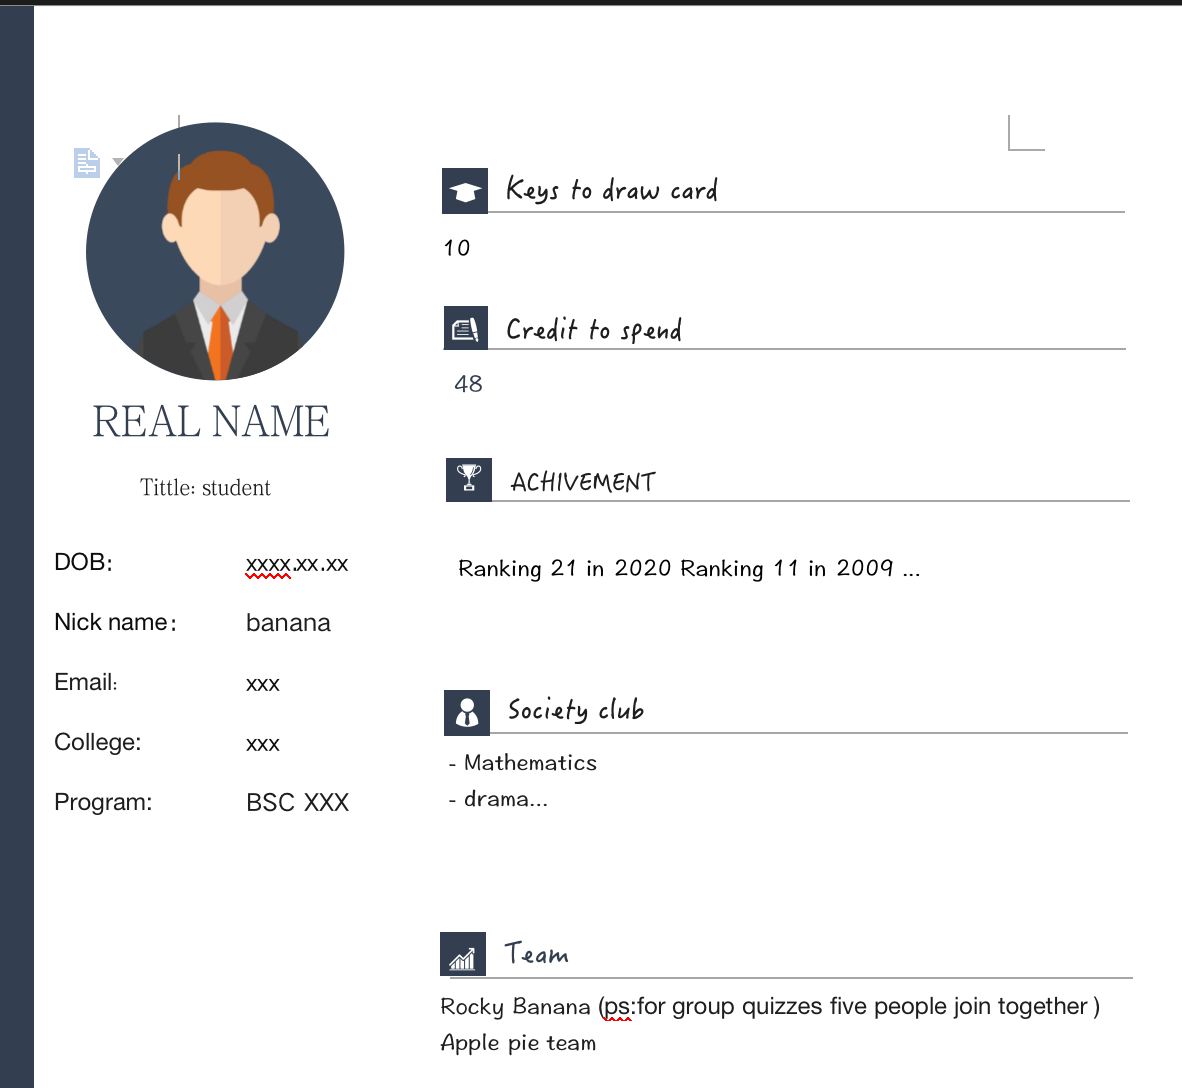 REAL NAME
Tittle: student
DOB: xxxx.xx.xx
Nick name: banana
Email: xxx
College: xxx
Program: BSC XXX
Keys to draw card
10
Credit to spend
48
ACHIVEMENT
Ranking 21 in 2020 Ranking 11 in 2009 ...
Society club
- Mathematics
- drama...
Team
Rocky Banana (ps:for group quizzes five people join together )
Apple pie team